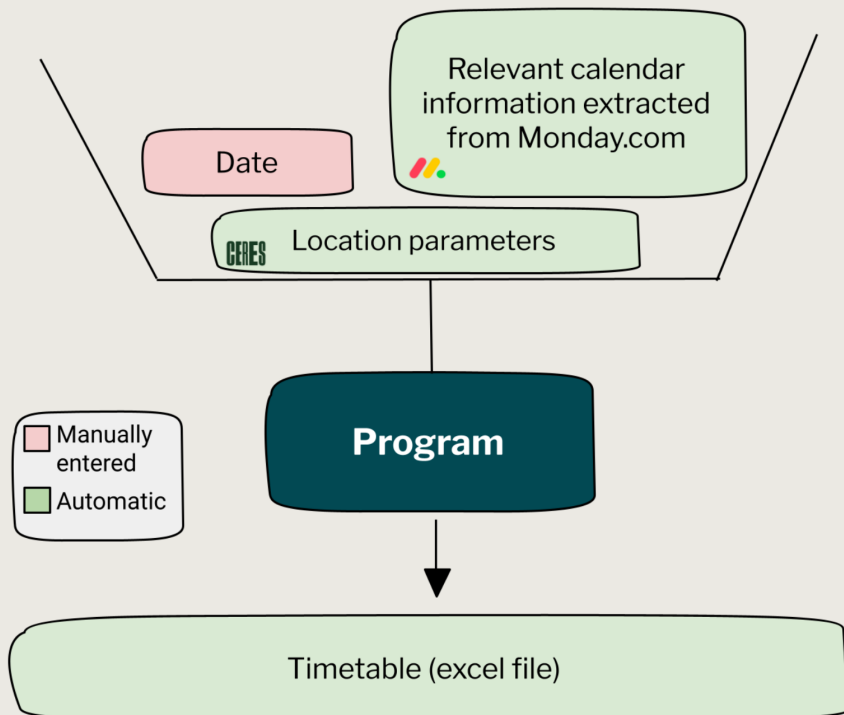 Relevant calendar
information extracted
from Monday.com
Date
CERES
Location parameters
Program
Manually
entered
Automatic
Timetable (excel file)